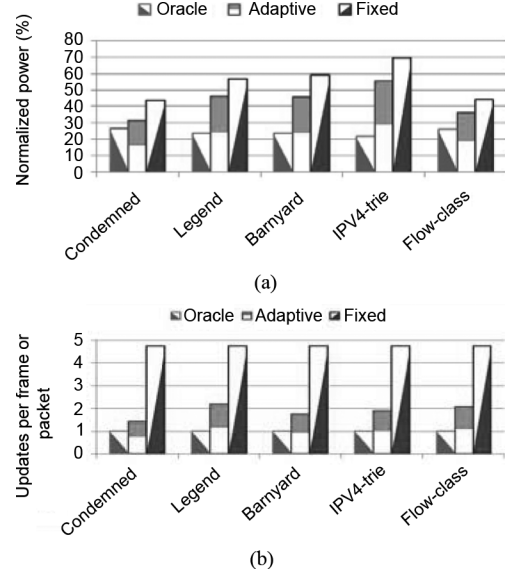 Oracle Adaptive Fixed
Normalized power (%)
80
70
60
50
40
30
20
10
0
Condemned
Legend
Barnyard
IPV4-trie
Flow-class
(a)
Oracle Adaptive Fixed
Updates per frame or
packet
5
4
3
2
1
0
Condemned
Legend
Barnyard
IPV4-trie
Flow-class
(b)